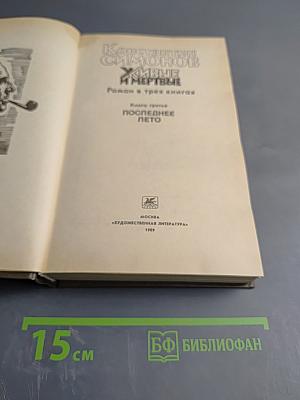 Константин
СИМОНОВ
ЖИВЫЕ
И МЕРТВЫЕ
Роман в трех книгах
Книга третья
ПОСЛЕДНЕЕ
ЛЕТО
МОСКВА
«ХУДОЖЕСТВЕННАЯ ЛИТЕРАТУРА»
1989
15 см
БФ БИБЛИОФАН